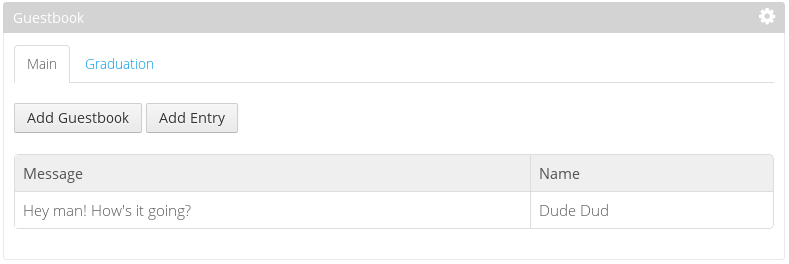 Guestbook
Main Graduation
Add Guestbook Add Entry
Message Name
Hey man! How's it going? Dude Dud